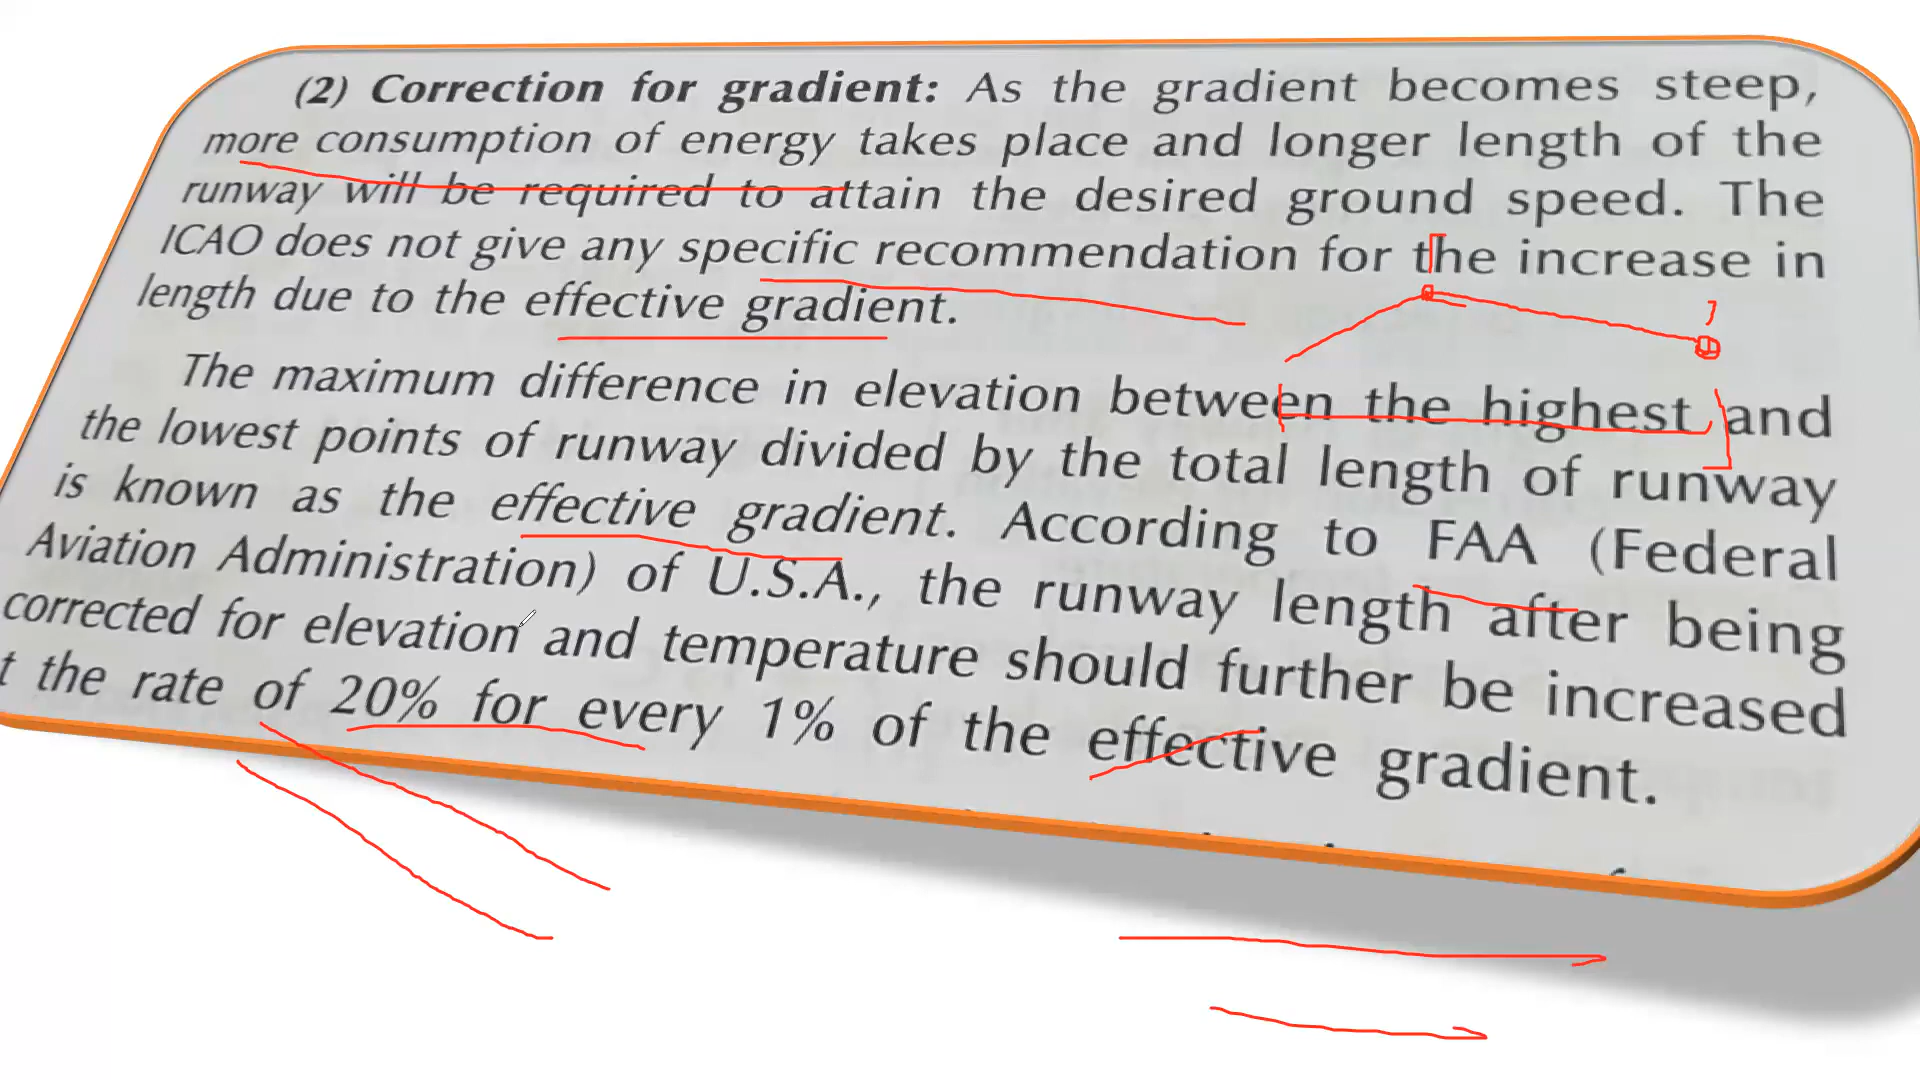 (2) Correction for gradient: As the gradient becomes steep,
more consumption of energy takes place and longer length of the
runway will be required to attain the desired ground speed. The
ICAO does not give any specific recommendation for the increase in
length due to the effective gradient.
The maximum difference in elevation between the highest and
the lowest points of runway divided by the total length of runway
is known as the effective gradient. According to FAA (Federal
Aviation Administration) of U.S.A., the runway length after being
corrected for elevation and temperature should further be increased
t the rate of 20% for every 1% of the effective gradient.